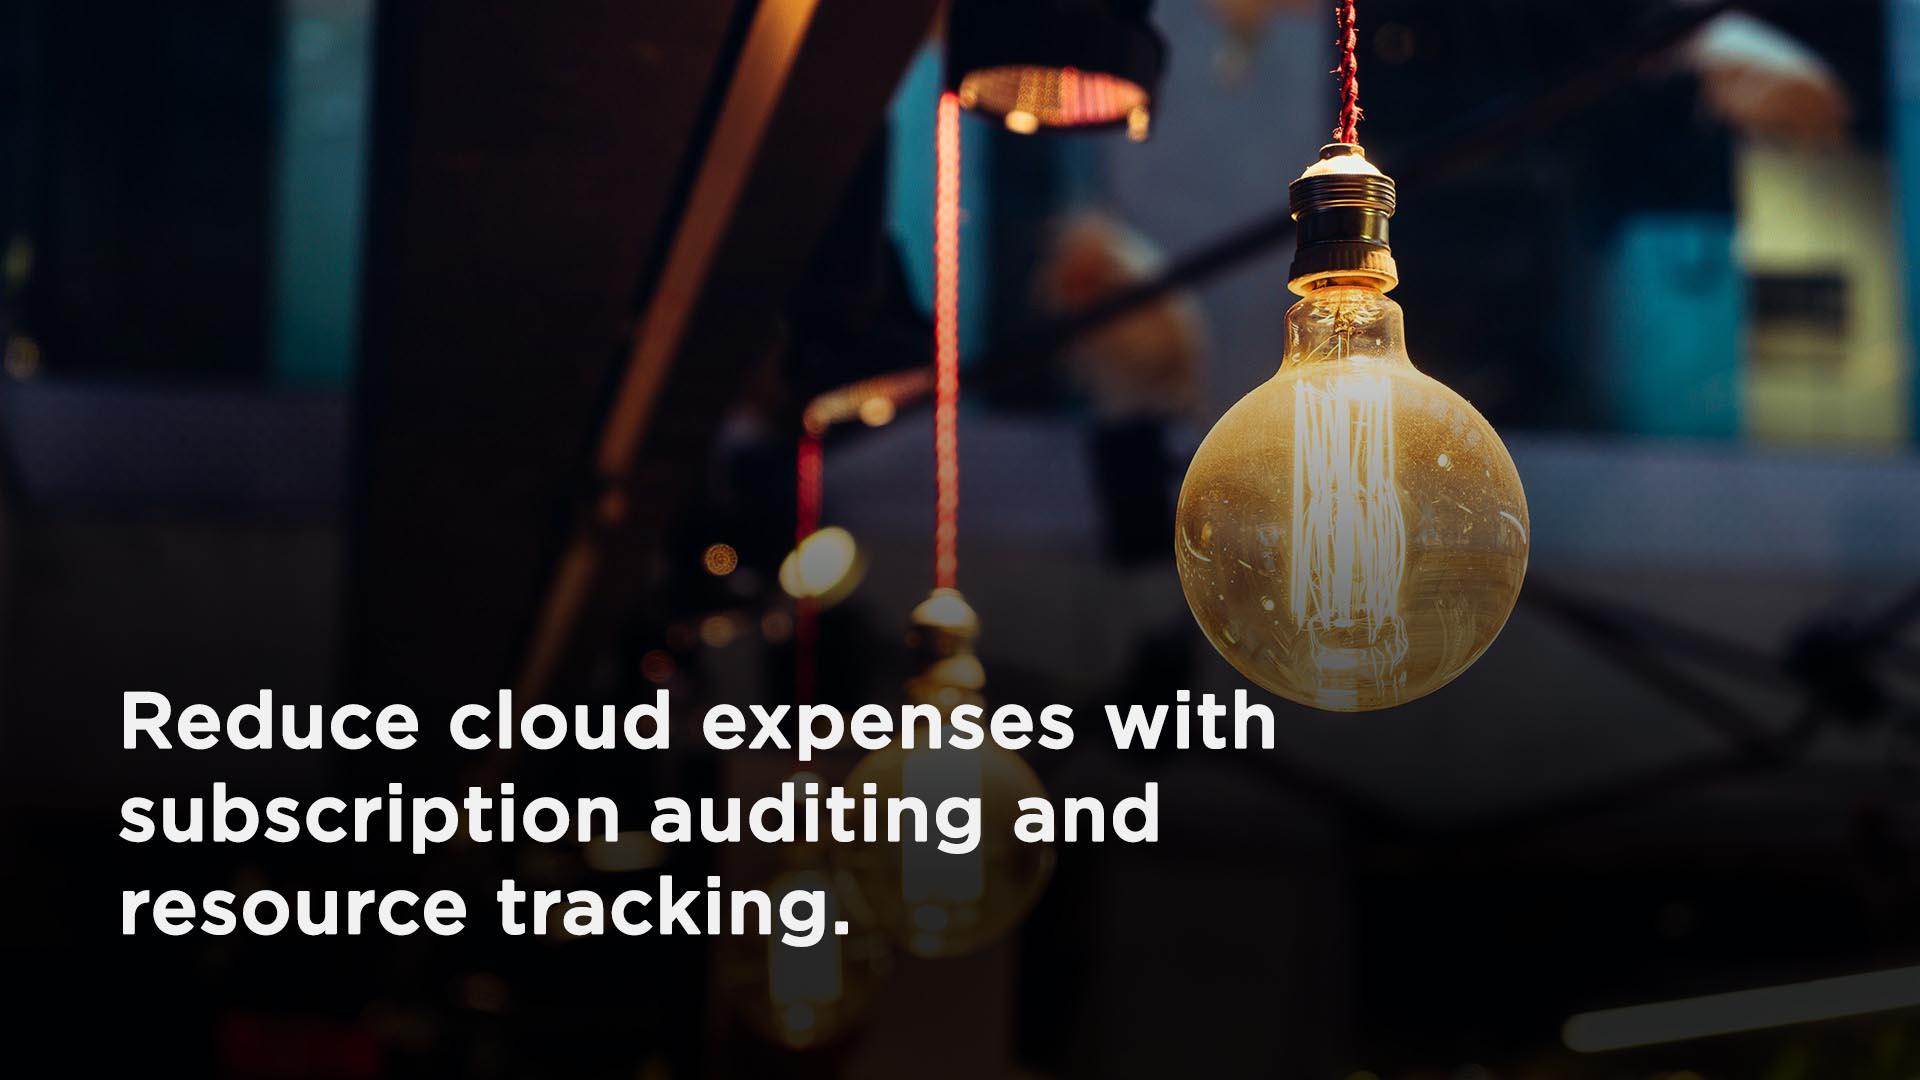 Reduce cloud expenses with
subscription auditing and
resource tracking.